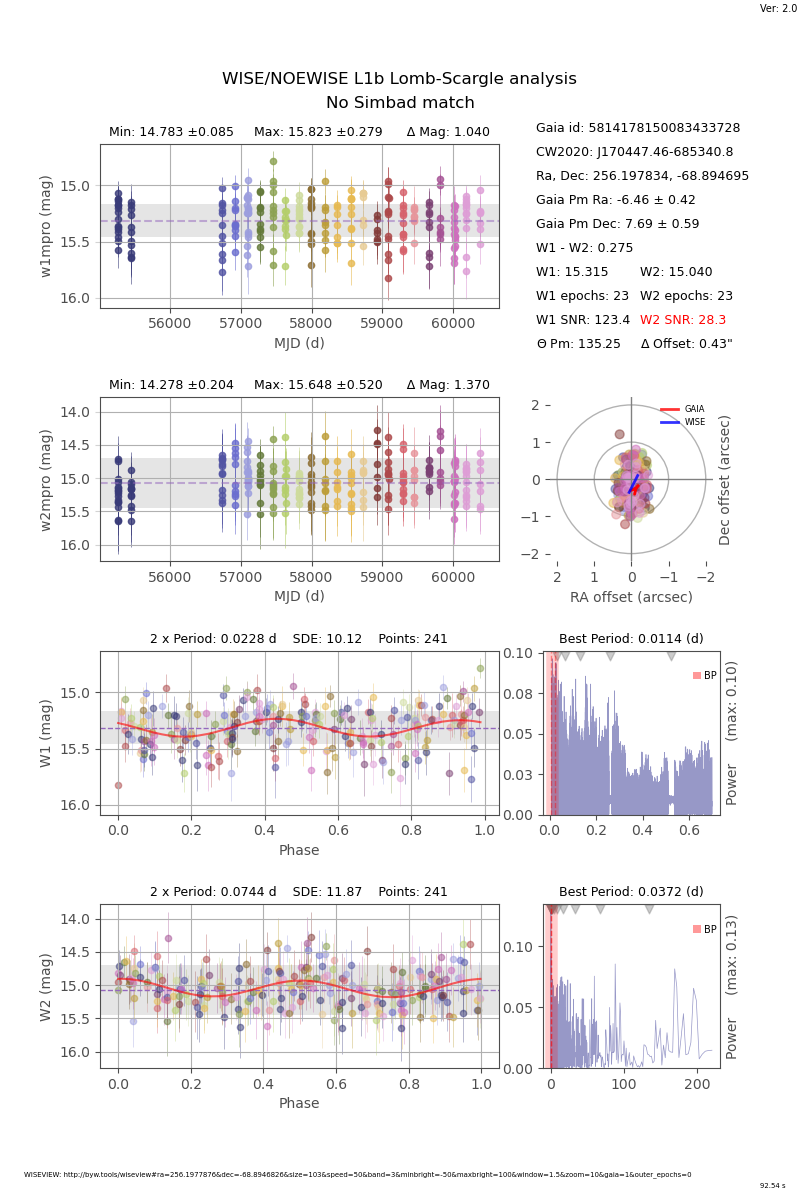 Ver: 2.0
WISE/NOEWISE L1b Lomb-Scargle analysis
No Simbad match
Min: 14.783 ±0.085 Max: 15.823 ±0.279 Δ Mag: 1.040
w1mpro (mag)
15.0
15.5
16.0
56000 57000 58000 59000 60000
MJD (d)
Gaia id: 5814178150083433728
CW2020: J170447.46-685340.8
Ra, Dec: 256.197834, -68.894695
Gaia Pm Ra: -6.46 ± 0.42
Gaia Pm Dec: 7.69 ± 0.59
W1 - W2: 0.275
W1: 15.315 W2: 15.040
W1 epochs: 23 W2 epochs: 23
W1 SNR: 123.4 W2 SNR: 28.3
Θ Pm: 135.25 Δ Offset: 0.43"
Min: 14.278 ±0.204 Max: 15.648 ±0.520 Δ Mag: 1.370
w2mpro (mag)
14.0
14.5
15.0
15.5
16.0
56000 57000 58000 59000 60000
MJD (d)
GAIA
WISE
2
1
0
−1
−2
2 1 0 −1 −2
RA offset (arcsec)
Dec offset (arcsec)
2 x Period: 0.0228 d SDE: 10.12 Points: 241
W1 (mag)
15.0
15.5
16.0
0.0 0.2 0.4 0.6 0.8 1.0
Phase
Best Period: 0.0114 (d)
BP
0.10
0.08
0.05
0.03
0.00
0.0 0.2 0.4 0.6
Power (max: 0.10)
2 x Period: 0.0744 d SDE: 11.87 Points: 241
W2 (mag)
14.0
14.5
15.0
15.5
16.0
0.0 0.2 0.4 0.6 0.8 1.0
Phase
Best Period: 0.0372 (d)
BP
0.10
0.05
0.00
0 100 200
Power (max: 0.13)
WISEVIEW: http://byw.tools/wiseview#ra=256.1977876&dec=-68.8946826&size=103&speed=50&band=3&minbright=-50&maxbright=100&window=1.5&zoom=10&gaia=1&outer_epochs=0
92.54 s